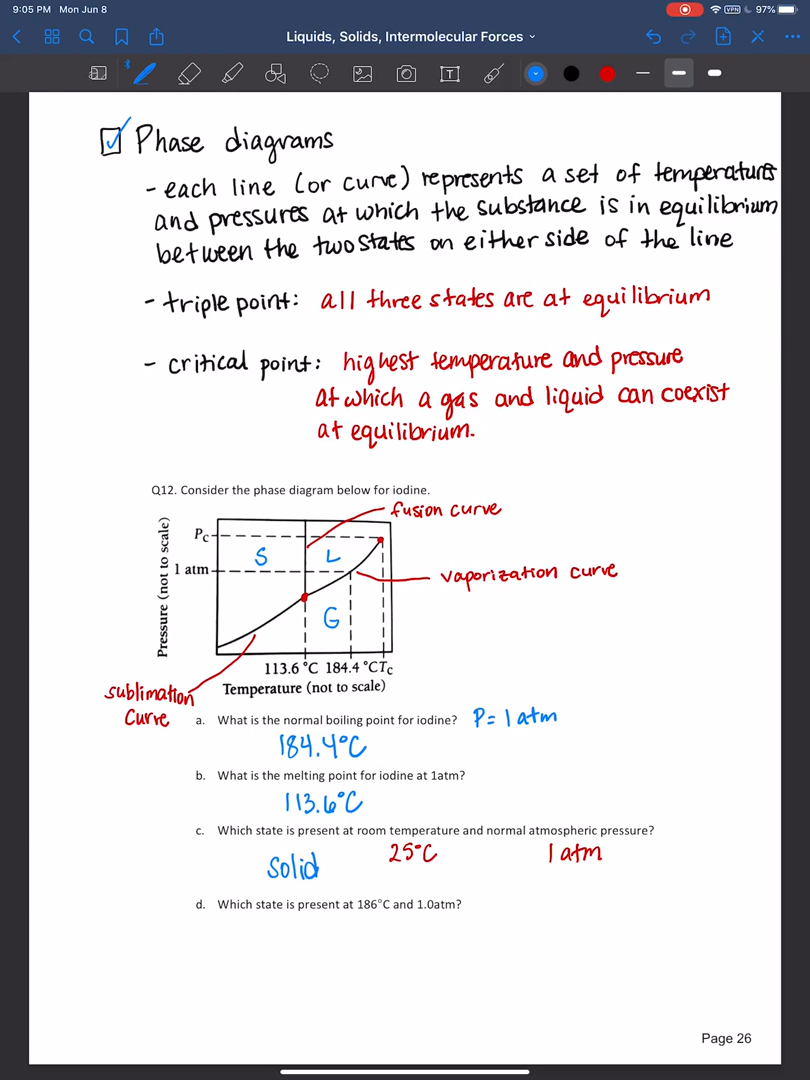 9:05 PM Mon Jun 8
VPN 97%
Liquids, Solids, Intermolecular Forces
T
Phase diagrams
- each line (or curve) represents a set of temperatures
and pressures at which the substance is in equilibrium
between the two states on either side of the line
- triple point: all three states are at equilibrium
- critical point: highest temperature and pressure
at which a gas and liquid can coexist
at equilibrium.
Q12. Consider the phase diagram below for iodine.
fusion curve
Pc
S L
1 atm
vaporization curve
G
Pressure (not to scale)
113.6 °C 184.4 °C Tc
Temperature (not to scale)
sublimation
curve
a. What is the normal boiling point for iodine? P = 1 atm
184.4°C
b. What is the melting point for iodine at 1atm?
113.6°C
c. Which state is present at room temperature and normal atmospheric pressure?
solid 25°C 1 atm
d. Which state is present at 186°C and 1.0atm?
Page 26